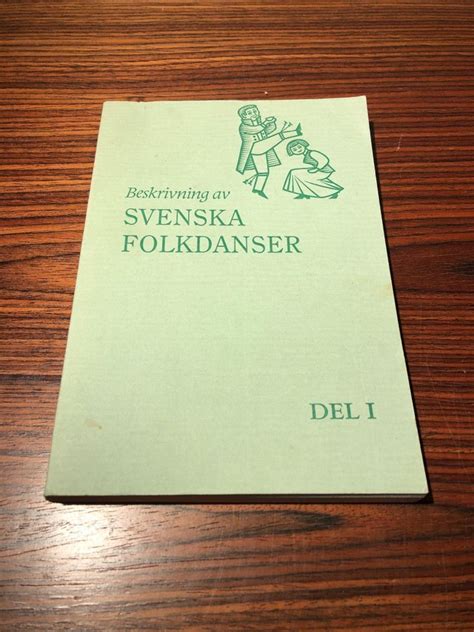 Beskrivning av
SVENSKA
FOLKDANSER
DEL I